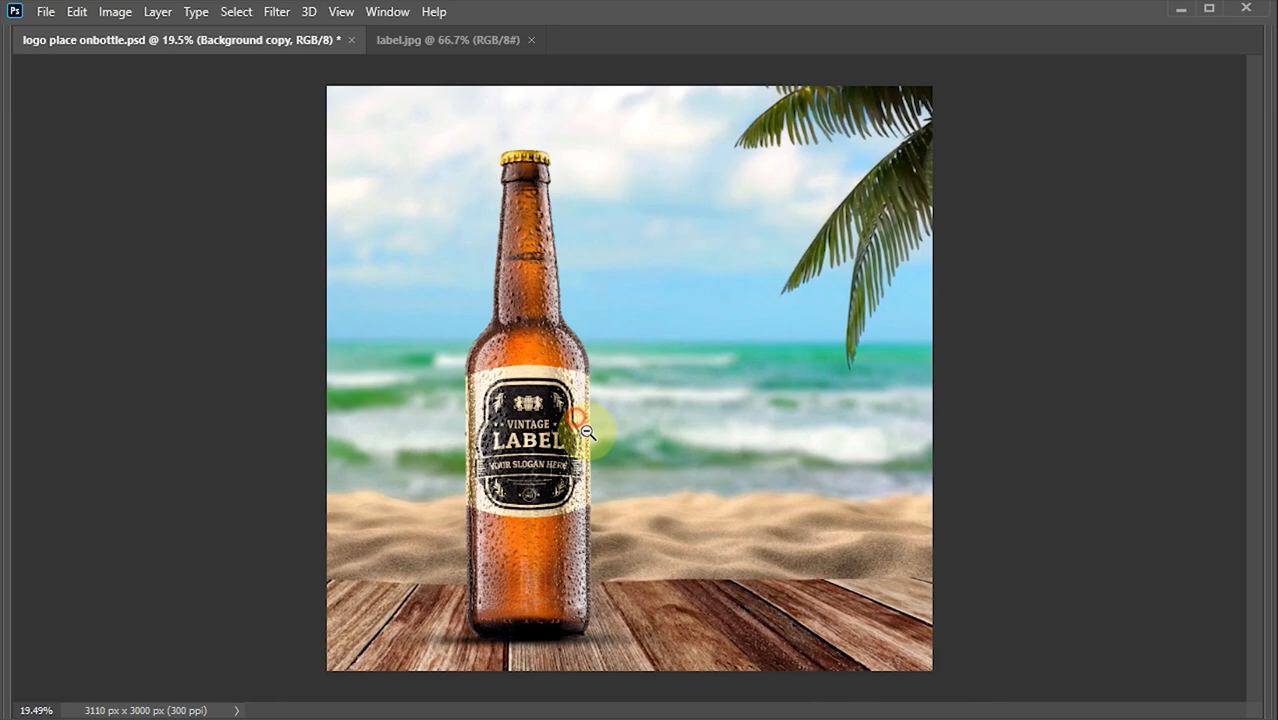 Ps File Edit Image Layer Type Select Filter 3D View Window Help
logo place onbottle.psd @ 19.5% (Background copy, RGB/8) * × label.jpg @ 66.7% (RGB/8#) ×
VINTAGE
LABEL
YOUR SLOGAN HERE
19.49% 3110 px x 3000 px (300 ppi)